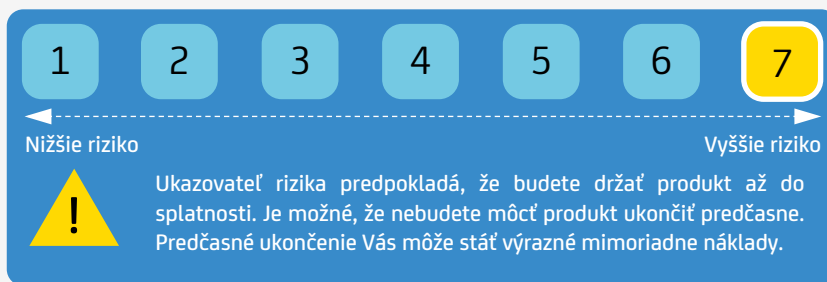 1 2 3 4 5 6 7
Nižšie riziko Vyššie riziko
!
Ukazovateľ rizika predpokladá, že budete držať produkt až do
splatnosti. Je možné, že nebudete môcť produkt ukončiť predčasne.
Predčasné ukončenie Vás môže stáť výrazné mimoriadne náklady.